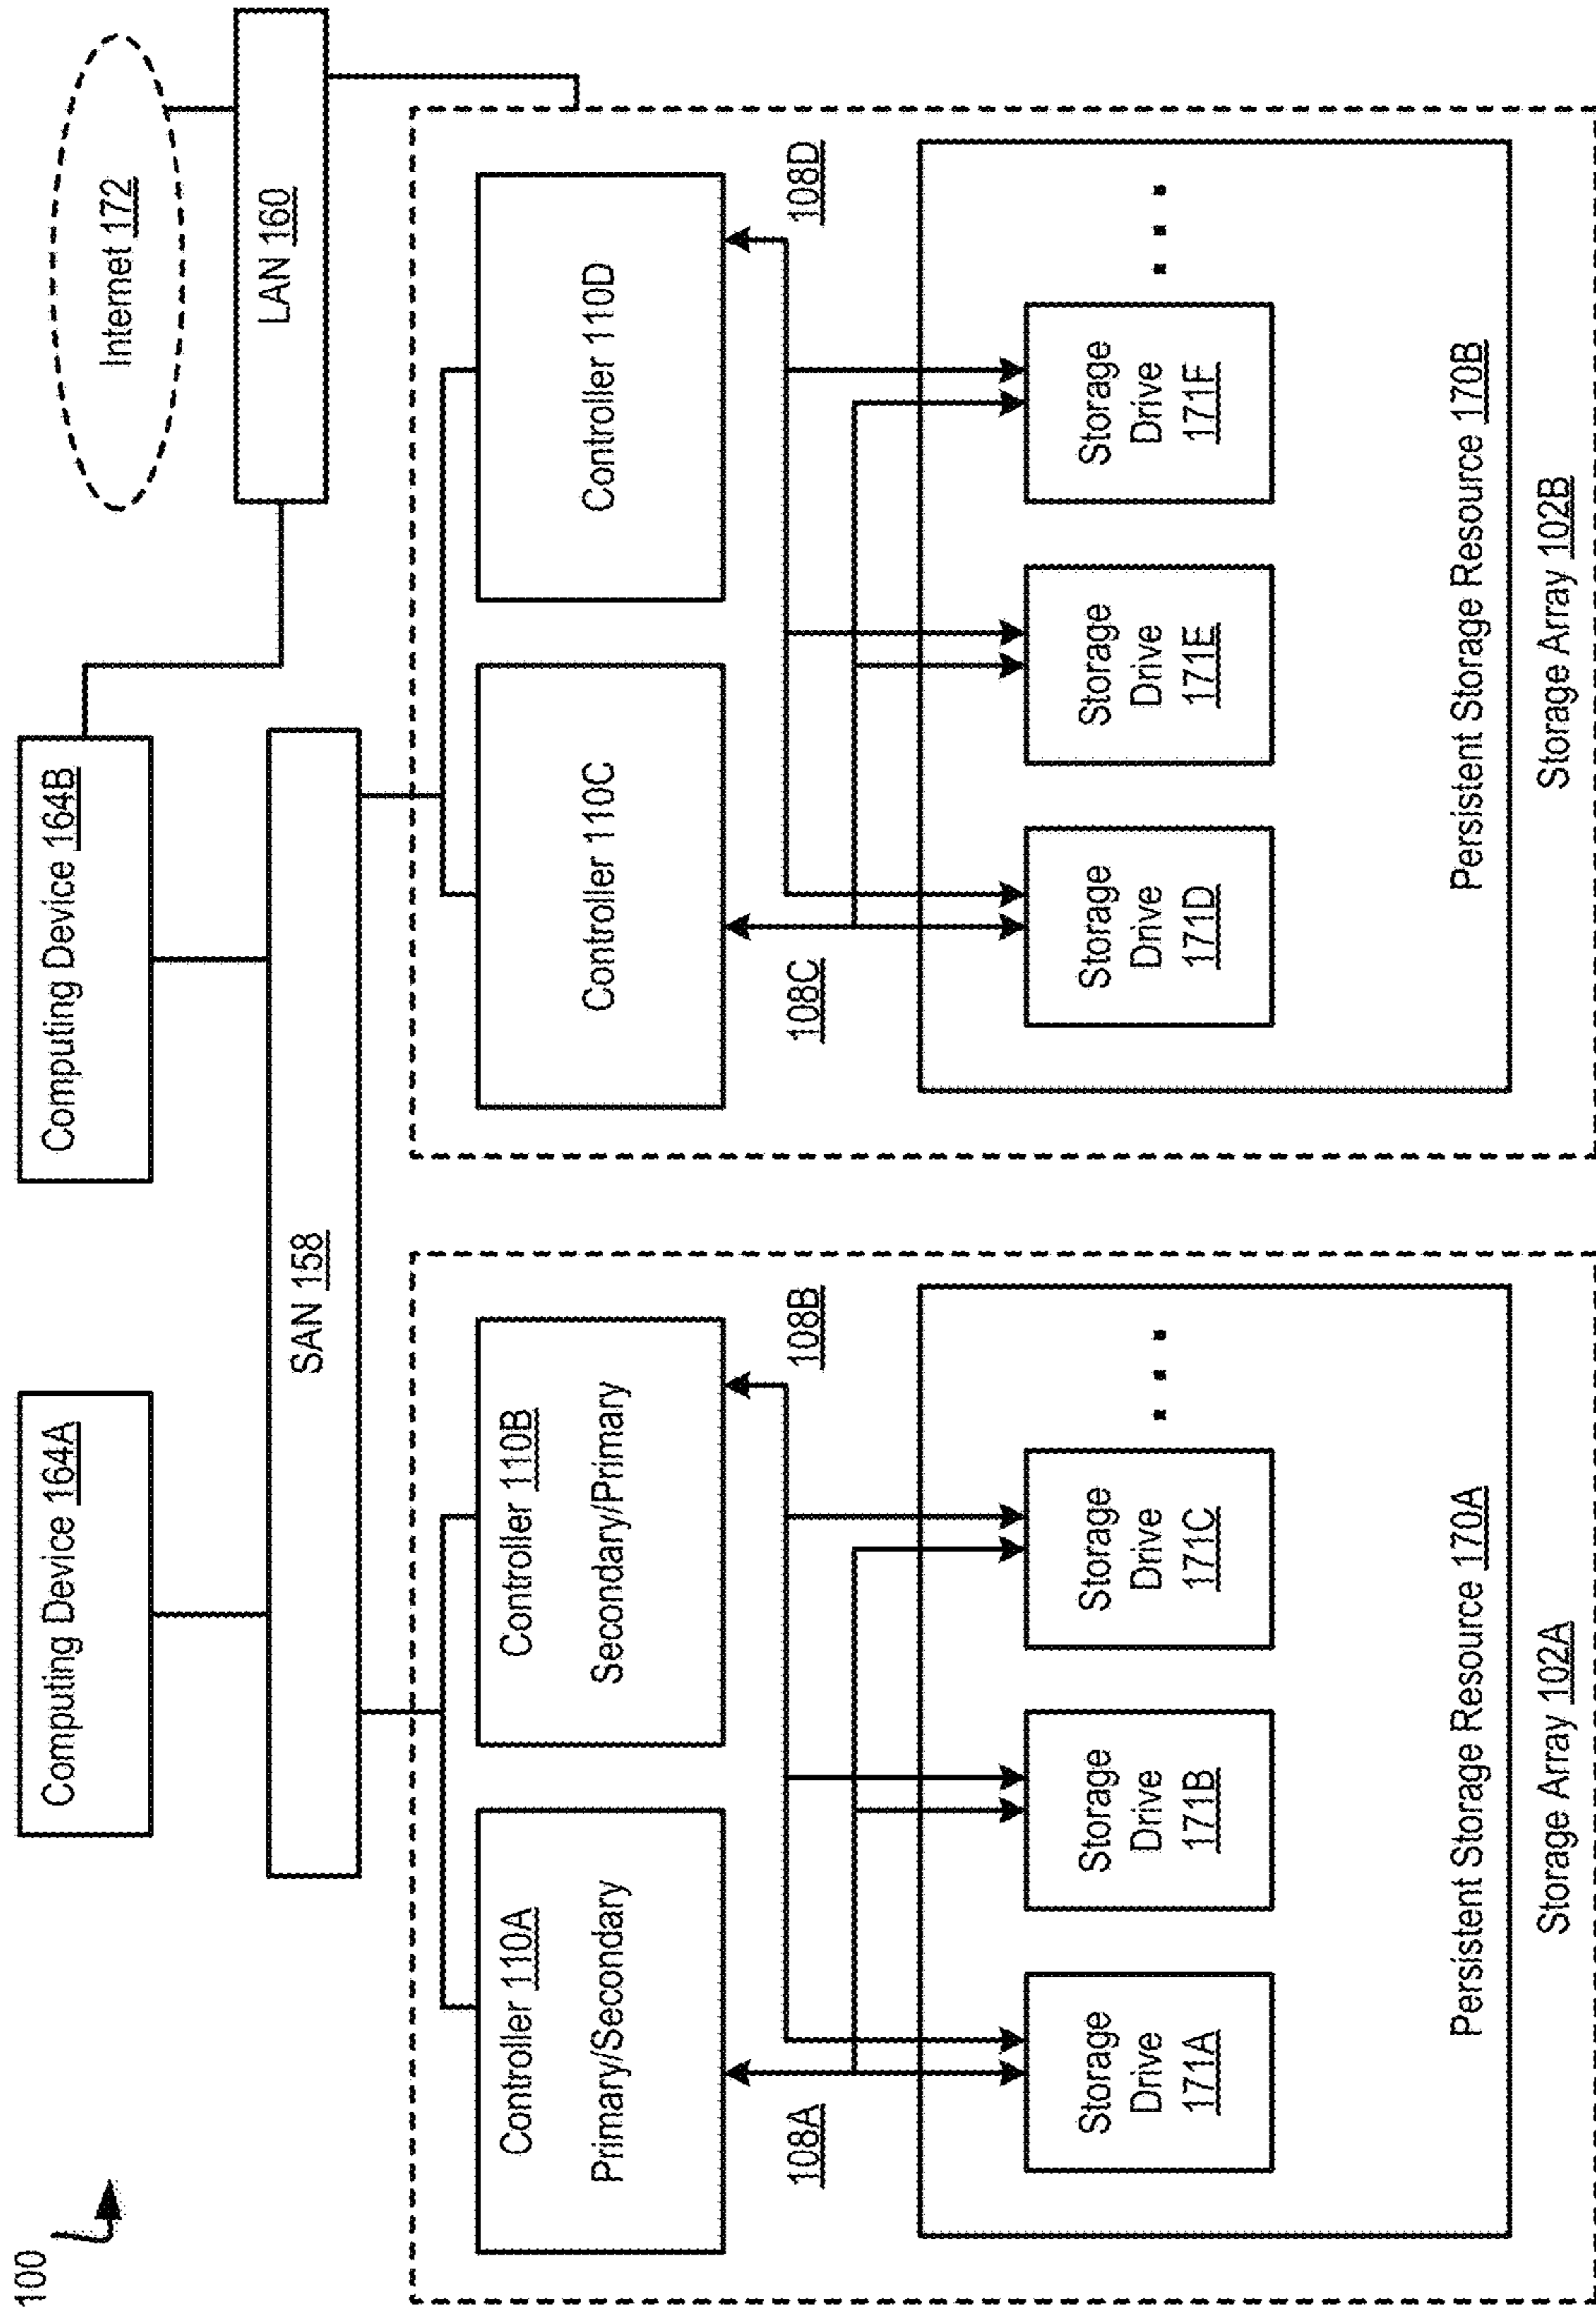 100
Computing Device 164A
Computing Device 164B
Internet 172
SAN 158
LAN 160
Controller 110A
Primary/Secondary
Controller 110B
Secondary/Primary
Controller 110C
Controller 110D
108A
108B
108C
108D
Storage
Drive
171A
Storage
Drive
171B
Storage
Drive
171C
Storage
Drive
171D
Storage
Drive
171E
Storage
Drive
171F
Persistent Storage Resource 170A
Persistent Storage Resource 170B
Storage Array 102A
Storage Array 102B